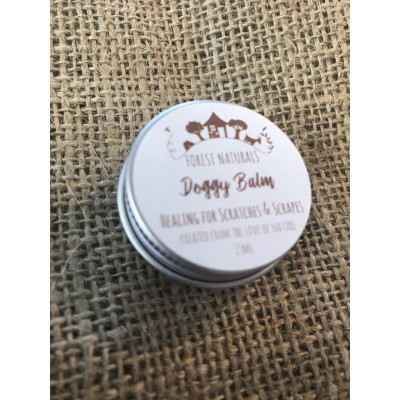 FOREST NATURALS
Doggy Balm
HEALING FOR SCRATCHES & SCRAPES
CREATED FROM THE LOVE OF NATURE
15ML